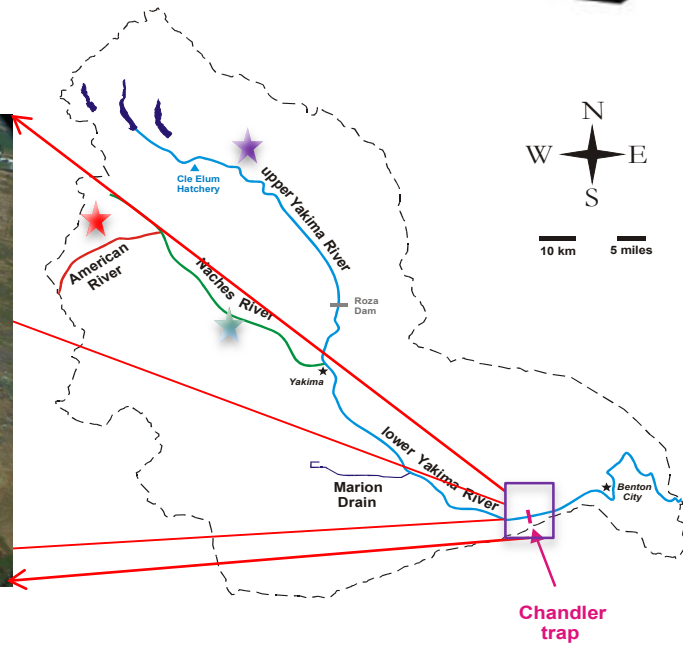 N
W E
S
10 km 5 miles
Cle Elum
Hatchery
upper Yakima River
American
River
Naches River
Roza
Dam
Yakima
lower Yakima River
Marion
Drain
Benton
City
Chandler
trap